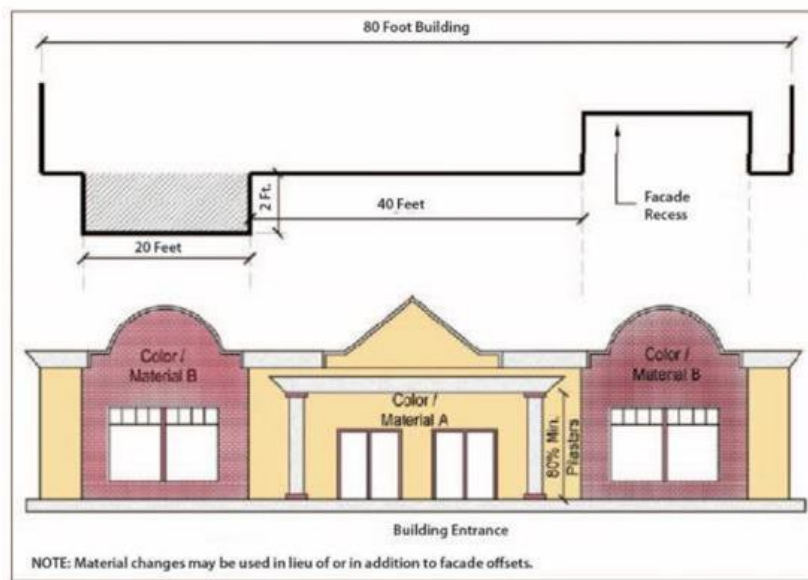 80 Foot Building
2 Ft.
40 Feet
Facade
Recess
20 Feet
Color /
Material B
Color /
Material B
Color /
Material A
80% Min.
Pilasters
Building Entrance
NOTE: Material changes may be used in lieu of or in addition to facade offsets.